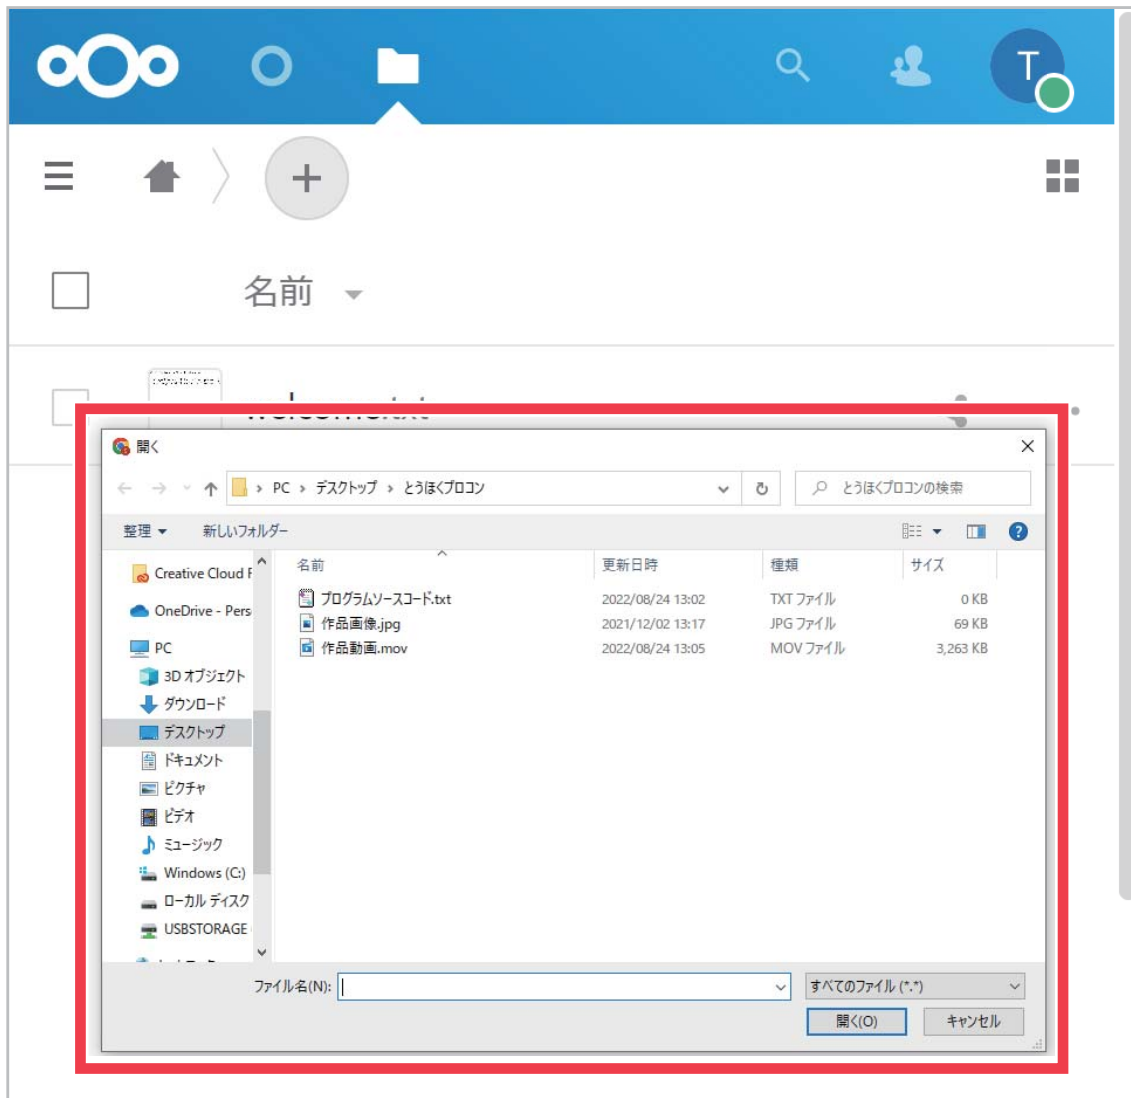 T
名前
welcome.txt
開く
PC › デスクトップ › とうほくプロコン
とうほくプロコンの検索
整理
新しいフォルダー
名前 更新日時 種類 サイズ
プログラムソースコード.txt 2022/08/24 13:02 TXT ファイル 0 KB
作品画像.jpg 2021/12/02 13:17 JPG ファイル 69 KB
作品動画.mov 2022/08/24 13:05 MOV ファイル 3,263 KB
Creative Cloud F
OneDrive - Pers
PC
3D オブジェクト
ダウンロード
デスクトップ
ドキュメント
ピクチャ
ビデオ
ミュージック
Windows (C:)
ローカル ディスク
USBSTORAGE
ファイル名(N):
すべてのファイル (*.*)
開く(O) キャンセル